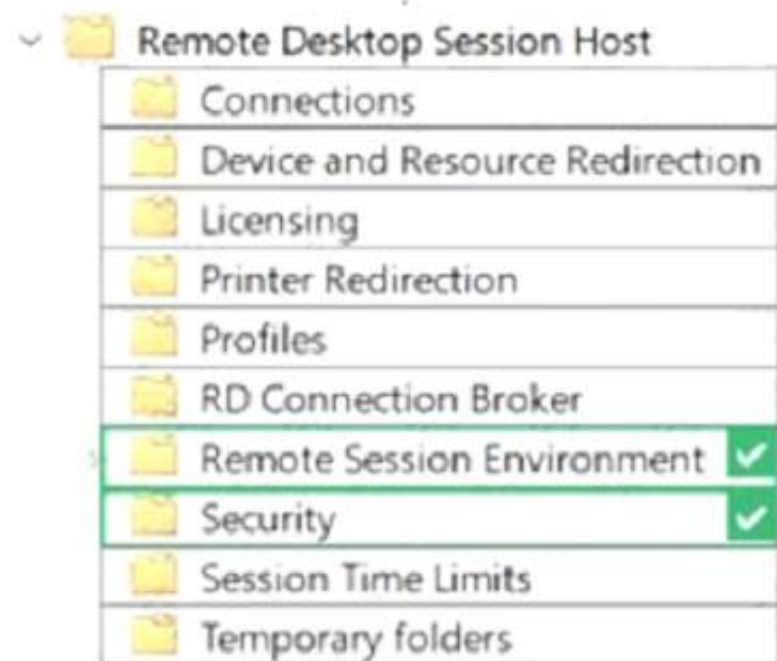 Remote Desktop Session Host
Connections
Device and Resource Redirection
Licensing
Printer Redirection
Profiles
RD Connection Broker
Remote Session Environment
Security
Session Time Limits
Temporary folders